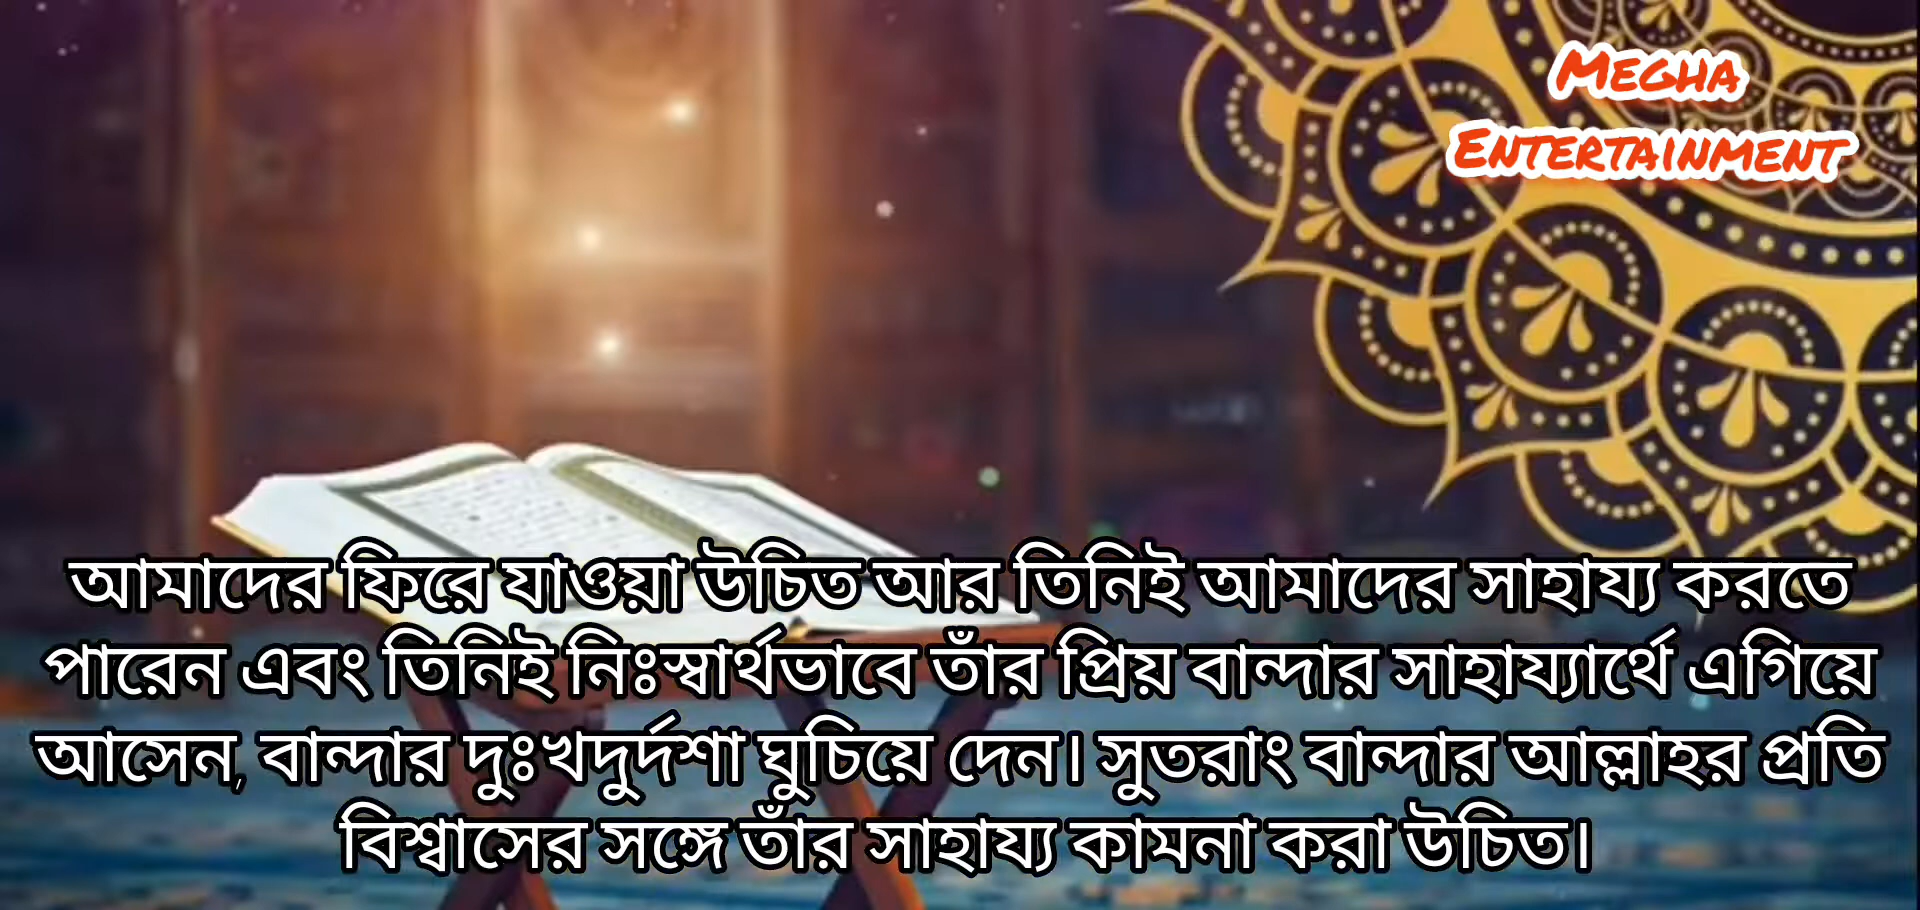 MEGHA
ENTERTAINMENT
আমাদের ফিরে যাওয়া উচিত আর তিনিই আমাদের সাহায্য করতে
পারেন এবং তিনিই নিঃস্বার্থভাবে তাঁর প্রিয় বান্দার সাহায্যার্থে এগিয়ে
আসেন, বান্দার দুঃখদুর্দশা ঘুচিয়ে দেন। সুতরাং বান্দার আল্লাহর প্রতি
বিশ্বাসের সঙ্গে তাঁর সাহায্য কামনা করা উচিত।